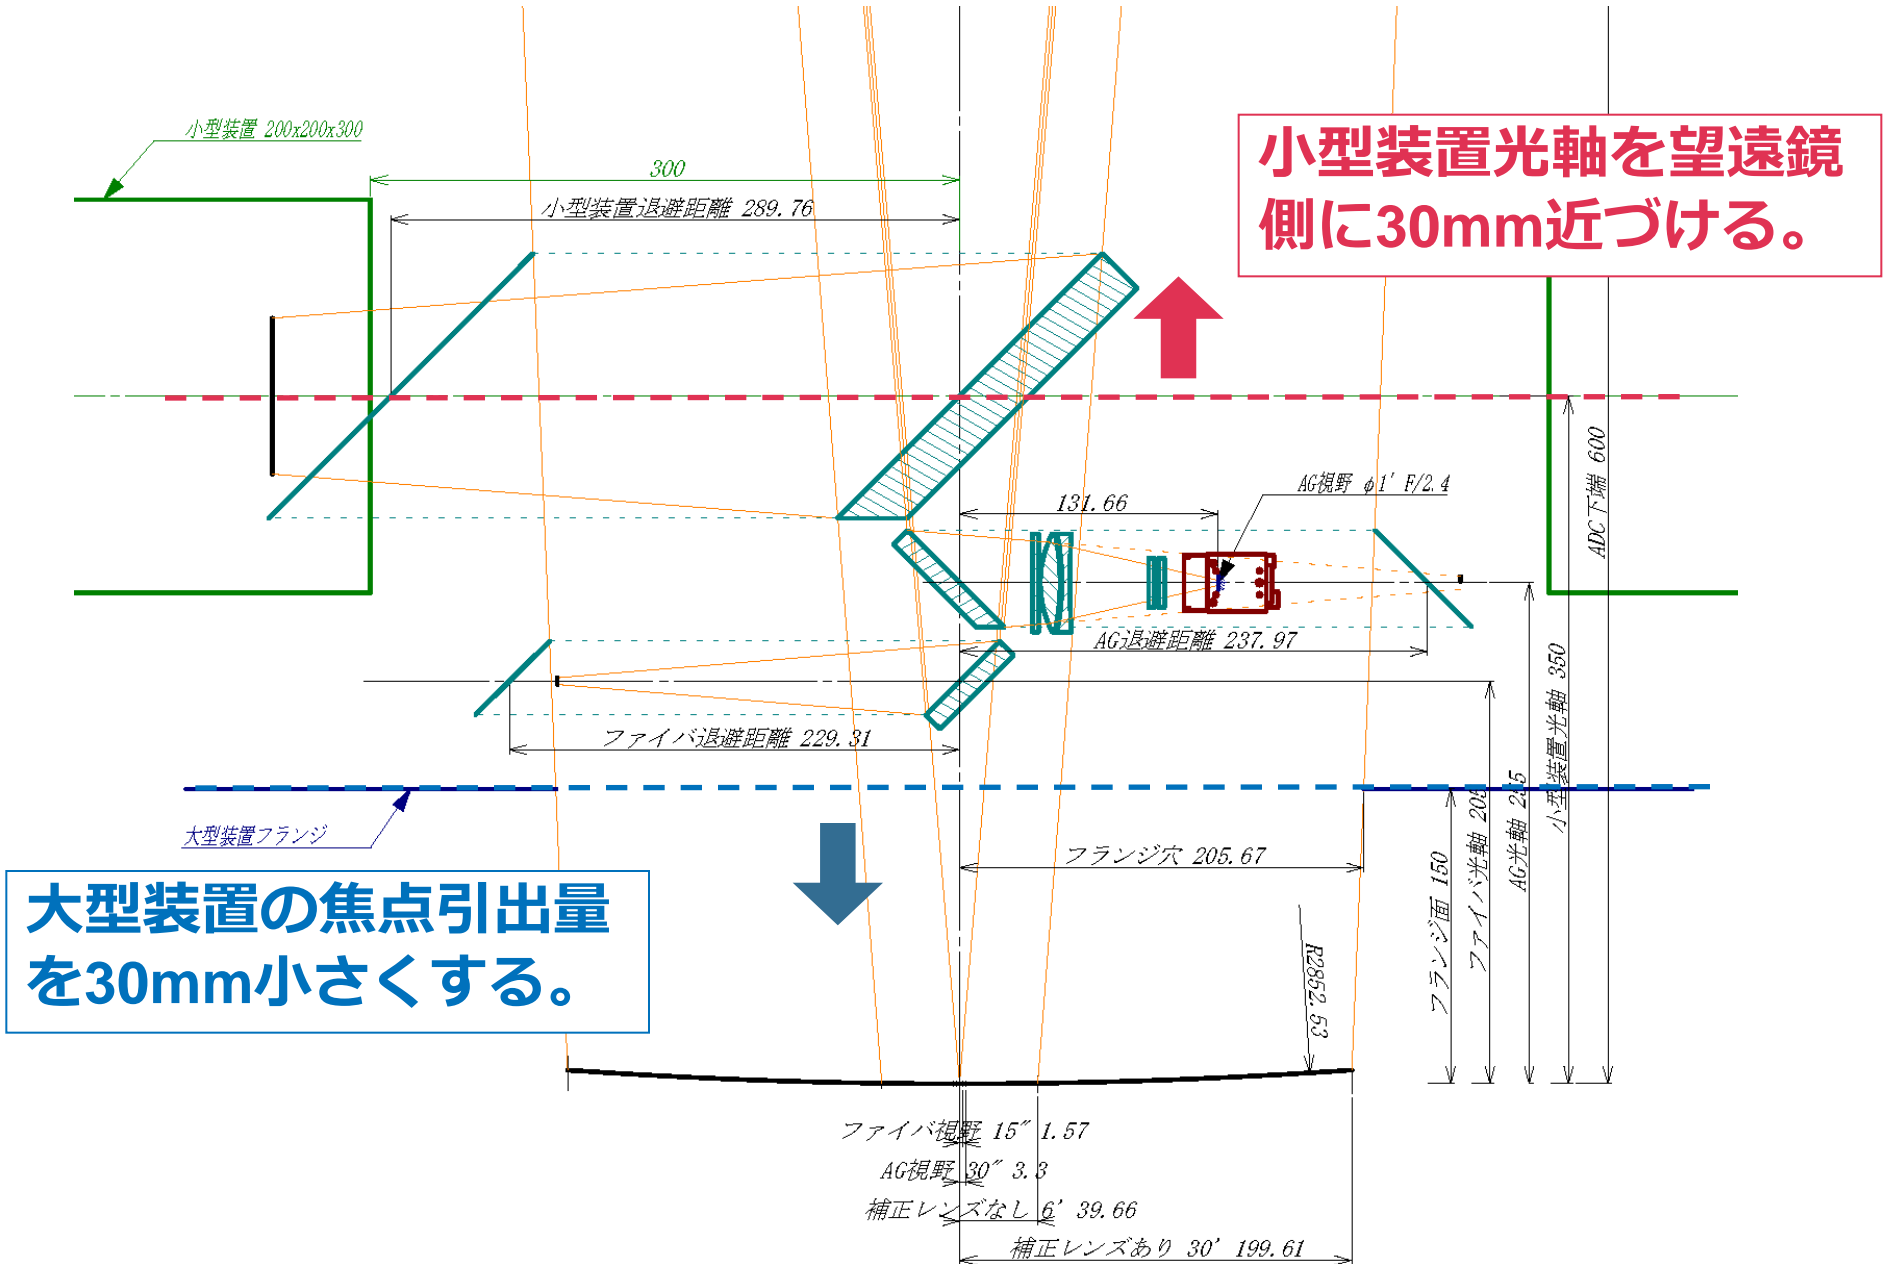 小型装置 200x200x300
300
小型装置退避距離 289.76
小型装置光軸を望遠鏡
側に30mm近づける。
ADC下端 600
AG視野 φ1' F/2.4
131.66
AG退避距離 237.97
小型装置光軸 350
ファイバ退避距離 229.31
AG光軸 255
ファイバ光軸 205
大型装置フランジ
フランジ穴 205.67
フランジ面 150
大型装置の焦点引出量
を30mm小さくする。
R2852.53
ファイバ視野 15" 1.57
AG視野 30" 3.3
補正レンズなし 6' 39.66
補正レンズあり 30' 199.61